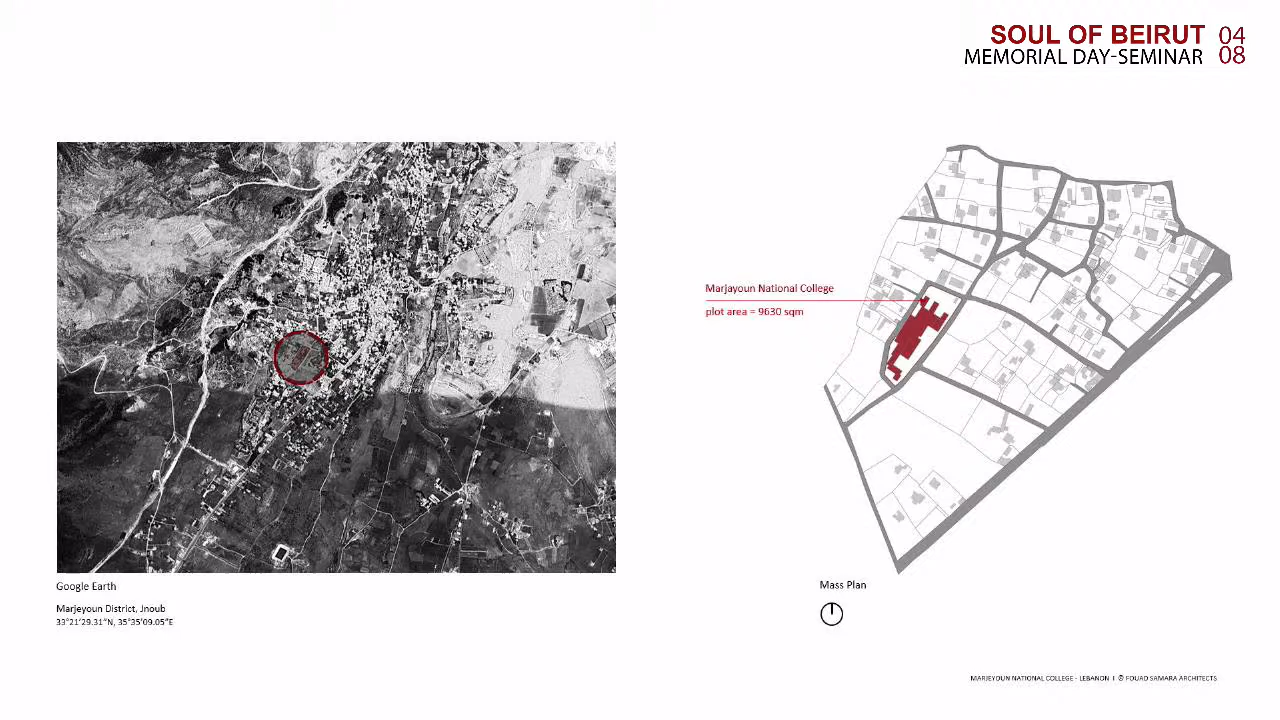 SOUL OF BEIRUT 04
MEMORIAL DAY-SEMINAR 08
Marjayoun National College
plot area = 9630 sqm
Google Earth
Marjeyoun District, Jnoub
33°21'29.31"N, 35°35'09.05"E
Mass Plan
MARJEYOUN NATIONAL COLLEGE - LEBANON I @ FOUAD SAMARA ARCHITECTS